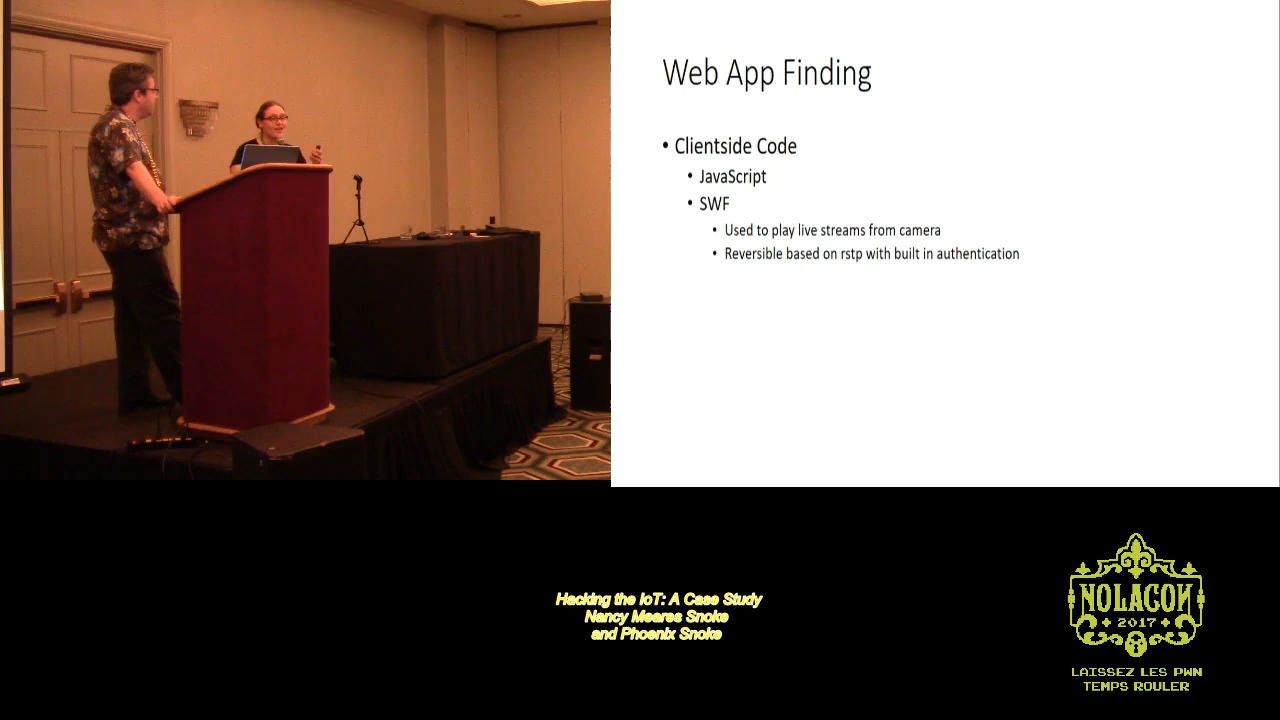 Web App Finding
• Clientside Code
• JavaScript
• SWF
• Used to play live streams from camera
• Reversible based on rstp with built in authentication
Hacking the IoT: A Case Study
Nancy Meares Snoke
and Phoenix Snoke
NOLACON
2017
LAISSEZ LES PWN
TEMPS ROULER